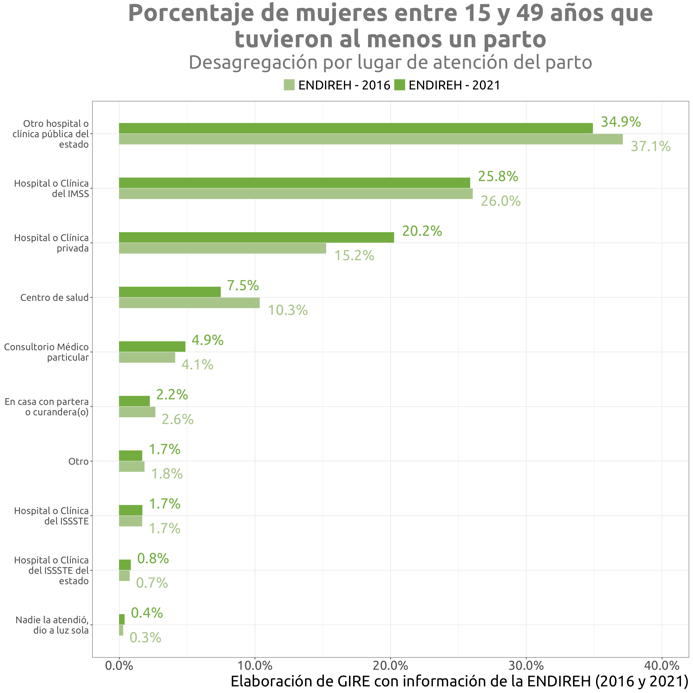 Porcentaje de mujeres entre 15 y 49 años que
tuvieron al menos un parto
Desagregación por lugar de atención del parto
ENDIREH - 2016 ENDIREH - 2021
Otro hospital o
clínica pública del
estado
34.9%
37.1%
Hospital o Clínica
del IMSS
25.8%
26.0%
Hospital o Clínica
privada
20.2%
15.2%
Centro de salud
7.5%
10.3%
Consultorio Médico
particular
4.9%
4.1%
En casa con partera
o curandera(o)
2.2%
2.6%
Otro
1.7%
1.8%
Hospital o Clínica
del ISSSTE
1.7%
1.7%
Hospital o Clínica
del ISSSTE del
estado
0.8%
0.7%
Nadie la atendió,
dio a luz sola
0.4%
0.3%
0.0% 10.0% 20.0% 30.0% 40.0%
Elaboración de GIRE con información de la ENDIREH (2016 y 2021)